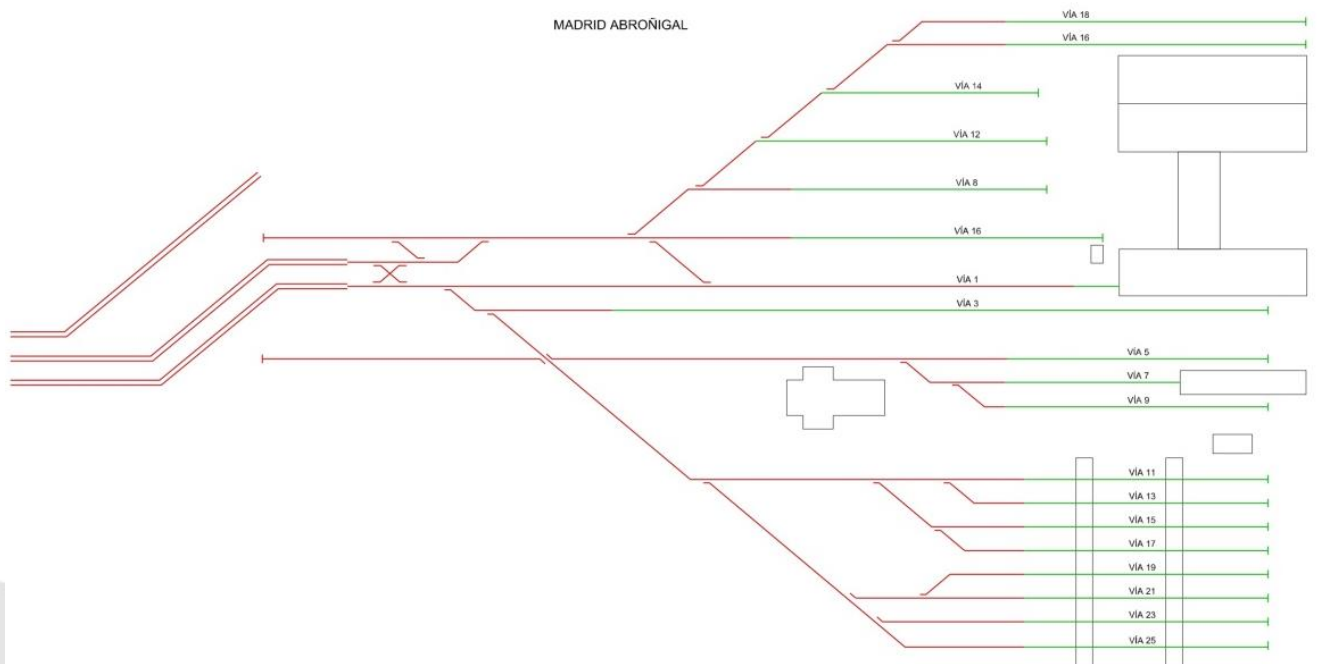 MADRID ABROÑIGAL
VÍA 18
VÍA 16
VÍA 14
VÍA 12
VÍA 8
VÍA 16
VÍA 1
VÍA 3
VÍA 5
VÍA 7
VÍA 9
VÍA 11
VÍA 13
VÍA 15
VÍA 17
VÍA 19
VÍA 21
VÍA 23
VÍA 25